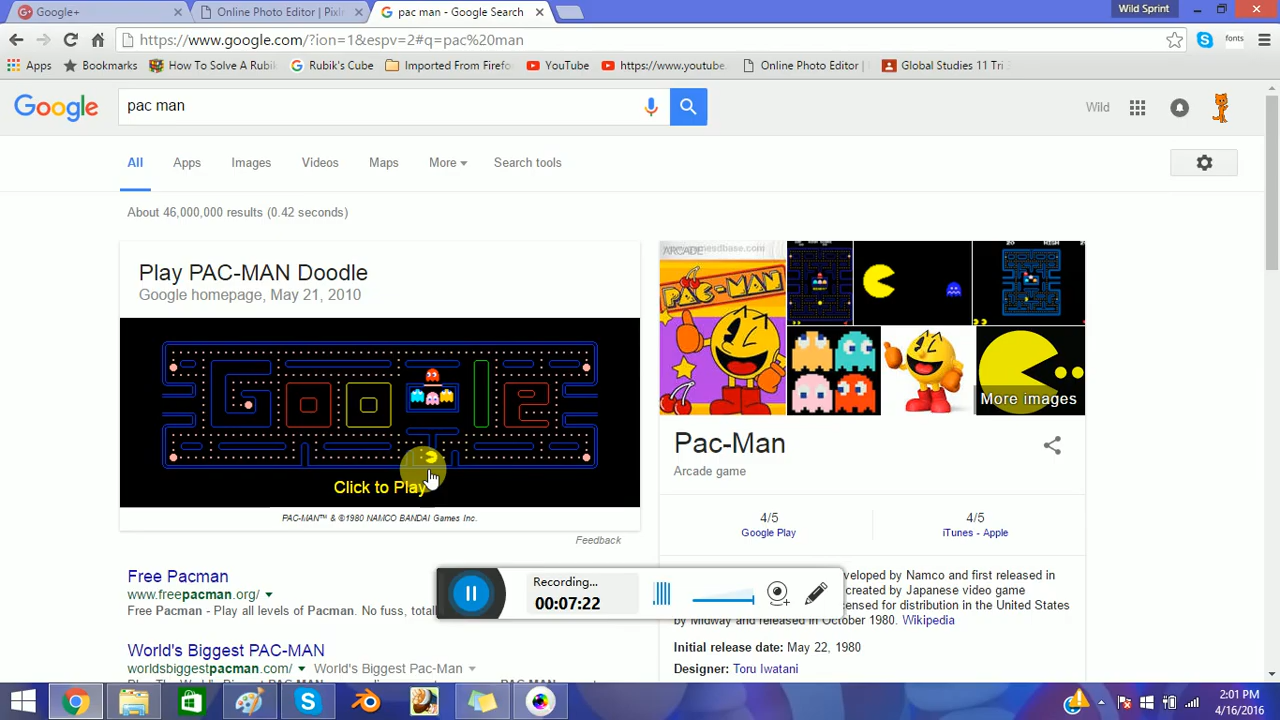 Google+
Online Photo Editor | Pixlr
pac man - Google Search
Wild Sprint
https://www.google.com/?ion=1&espv=2#q=pac%20man
fonts
Apps
Bookmarks
How To Solve A Rubik
Rubik's Cube
Imported From Firefo
YouTube
https://www.youtube.
Online Photo Editor |
Global Studies 11 Tri
Google
pac man
Wild
All
Apps
Images
Videos
Maps
More
Search tools
About 46,000,000 results (0.42 seconds)
Play PAC-MAN Doodle
Google homepage, May 21, 2010
Click to Play
PAC-MAN™ & ©1980 NAMCO BANDAI Games Inc.
Feedback
ARCADE
PAC-MAN
More images
Pac-Man
Arcade game
4/5
Google Play
4/5
iTunes - Apple
Free Pacman
www.freepacman.org/
Free Pacman - Play all levels of Pacman. No fuss,
World's Biggest PAC-MAN
worldsbiggestpacman.com/
World's Biggest Pac-Man
Recording...
00:07:22
veloped by Namco and first released in
created by Japanese video game
censed for distribution in the United States
by Midway and released in October 1980. Wikipedia
Initial release date: May 22, 1980
Designer: Toru Iwatani
2:01 PM
4/16/2016